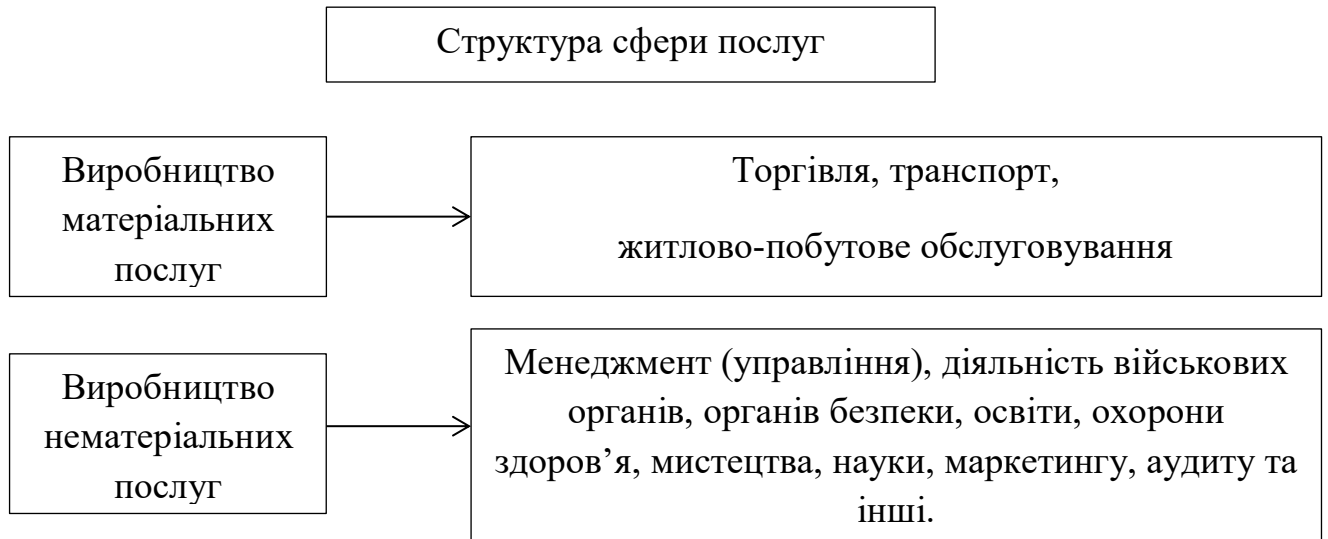 Структура сфери послуг
Виробництво
матеріальних
послуг
Торгівля, транспорт,
житлово-побутове обслуговування
Виробництво
нематеріальних
послуг
Менеджмент (управління), діяльність військових
органів, органів безпеки, освіти, охорони
здоров’я, мистецтва, науки, маркетингу, аудиту та
інші.